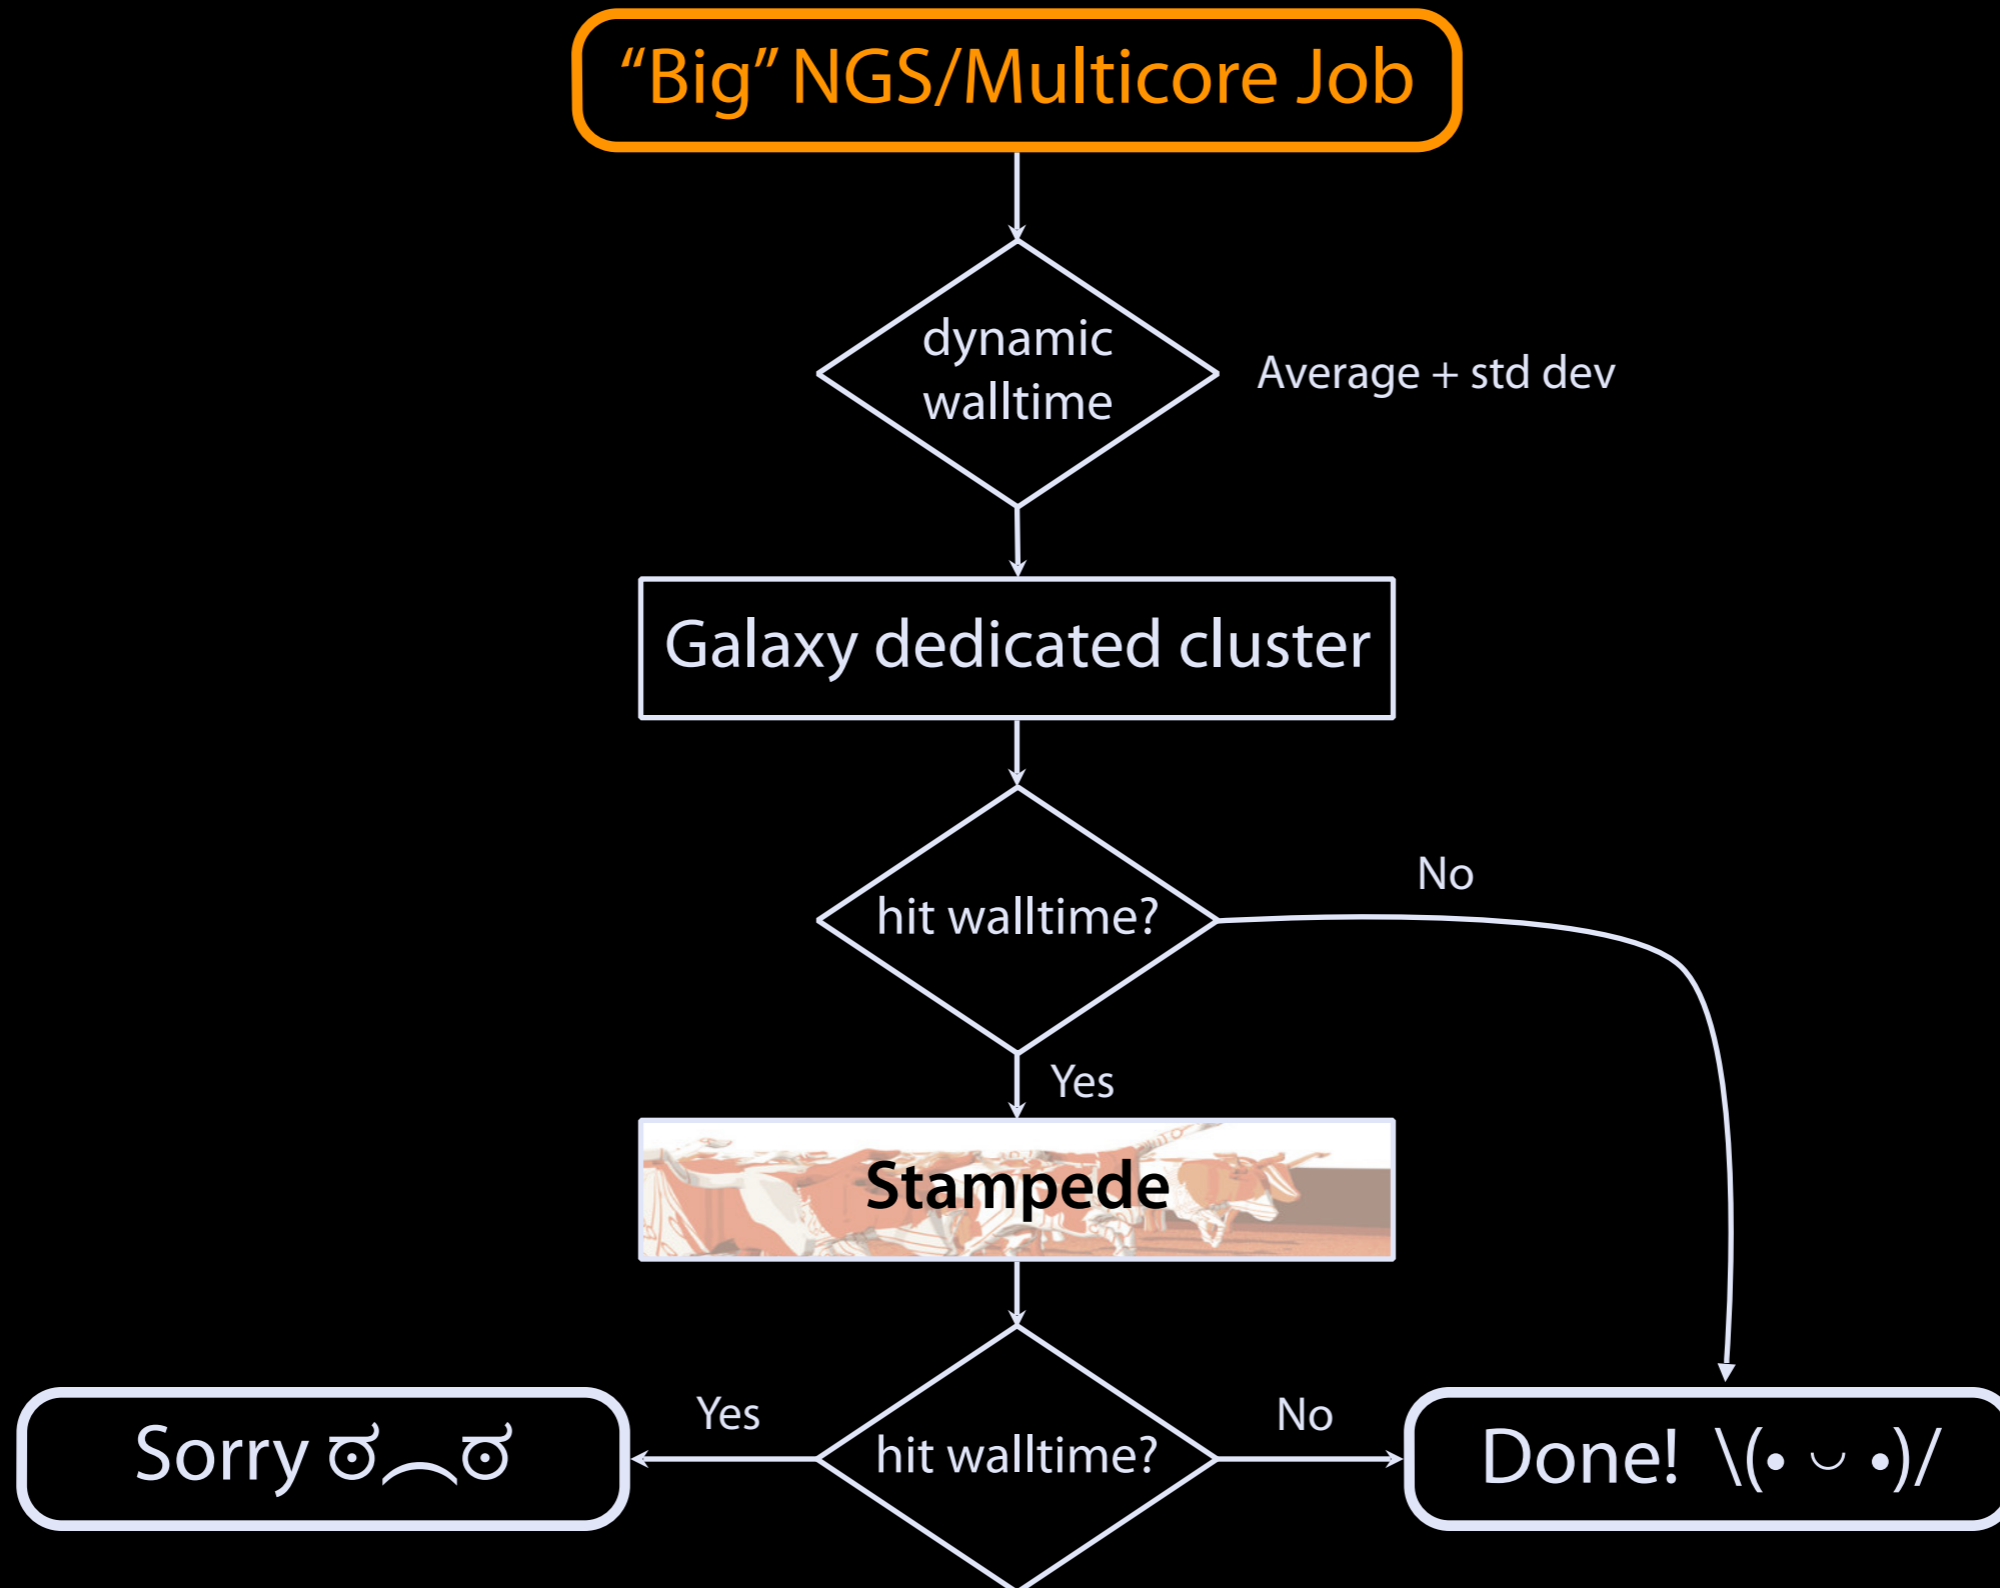 “Big” NGS/Multicore Job
dynamic
walltime
Average + std dev
Galaxy dedicated cluster
hit walltime?
No
Yes
Stampede
Yes
No
Sorry ಠ︵ಠ
hit walltime?
Done! \(• ◡ •)/